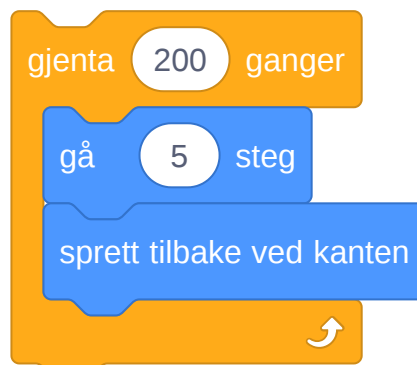 gjenta 200 ganger
gå 5 steg
sprett tilbake ved kanten